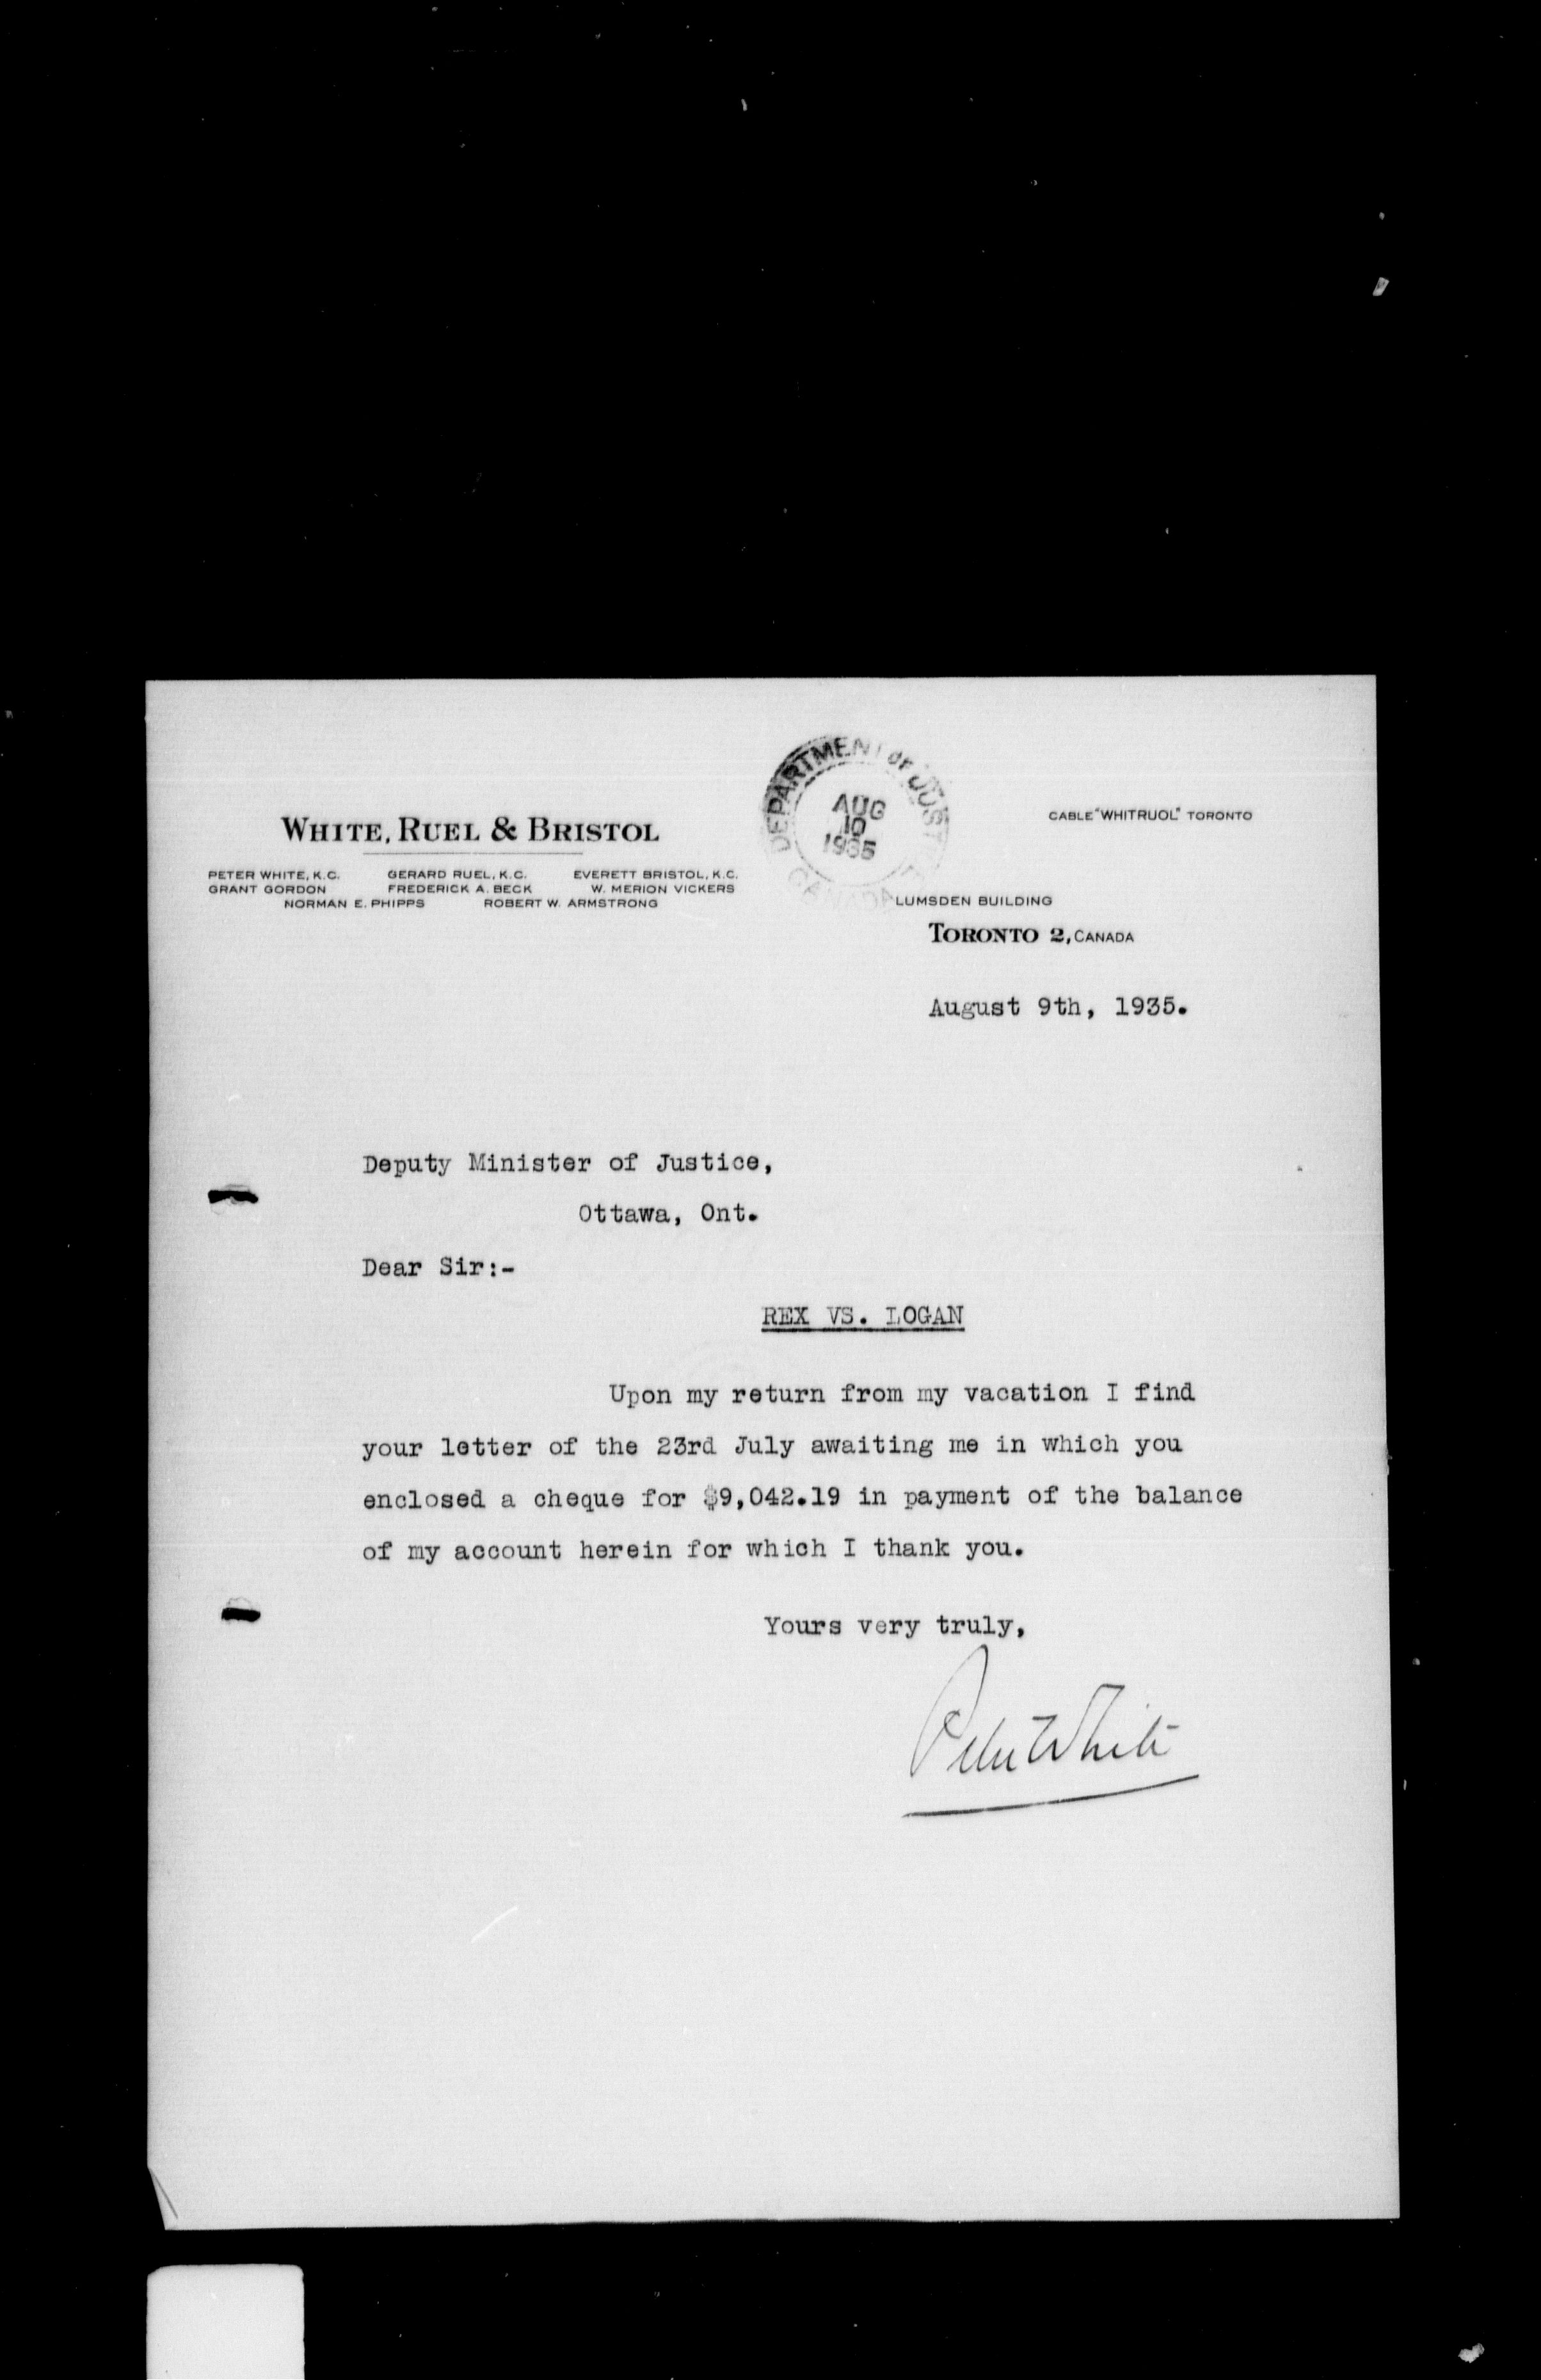 WHITE, RUEL & BRISTOL
PETER WHITE, K.C. GERARD RUEL, K.C. EVERETT BRISTOL, K.C.
GRANT GORDON FREDERICK A. BECK W. MERION VICKERS
NORMAN E. PHIPPS ROBERT W. ARMSTRONG
DEPARTMENT OF JUST
AUG
10
1935
CANADA
CABLE "WHITRUOL" TORONTO
LUMSDEN BUILDING
TORONTO 2, CANADA
August 9th, 1935.
Deputy Minister of Justice,
Ottawa, Ont.
Dear Sir:-
REX VS. LOGAN
Upon my return from my vacation I find
your letter of the 23rd July awaiting me in which you
enclosed a cheque for $9,042.19 in payment of the balance
of my account herein for which I thank you.
Yours very truly,
Peter White